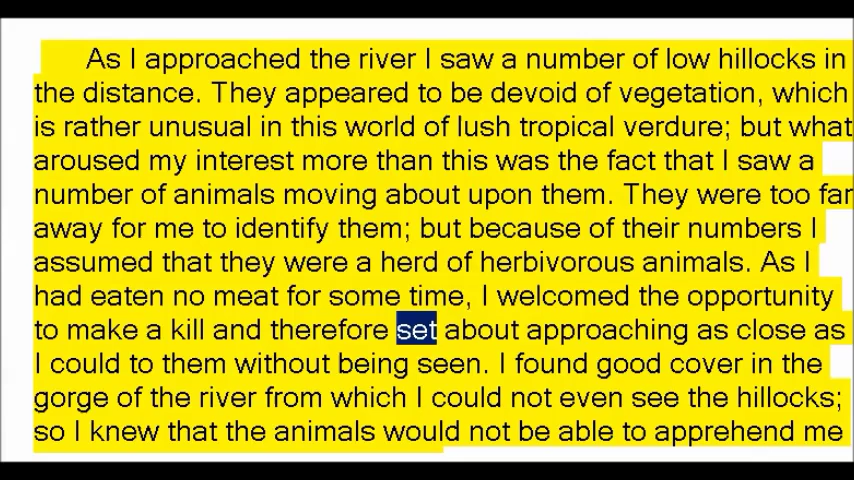 As I approached the river I saw a number of low hillocks in
the distance. They appeared to be devoid of vegetation, which
is rather unusual in this world of lush tropical verdure; but what
aroused my interest more than this was the fact that I saw a
number of animals moving about upon them. They were too far
away for me to identify them; but because of their numbers I
assumed that they were a herd of herbivorous animals. As I
had eaten no meat for some time, I welcomed the opportunity
to make a kill and therefore set about approaching as close as
I could to them without being seen. I found good cover in the
gorge of the river from which I could not even see the hillocks;
so I knew that the animals would not be able to apprehend me